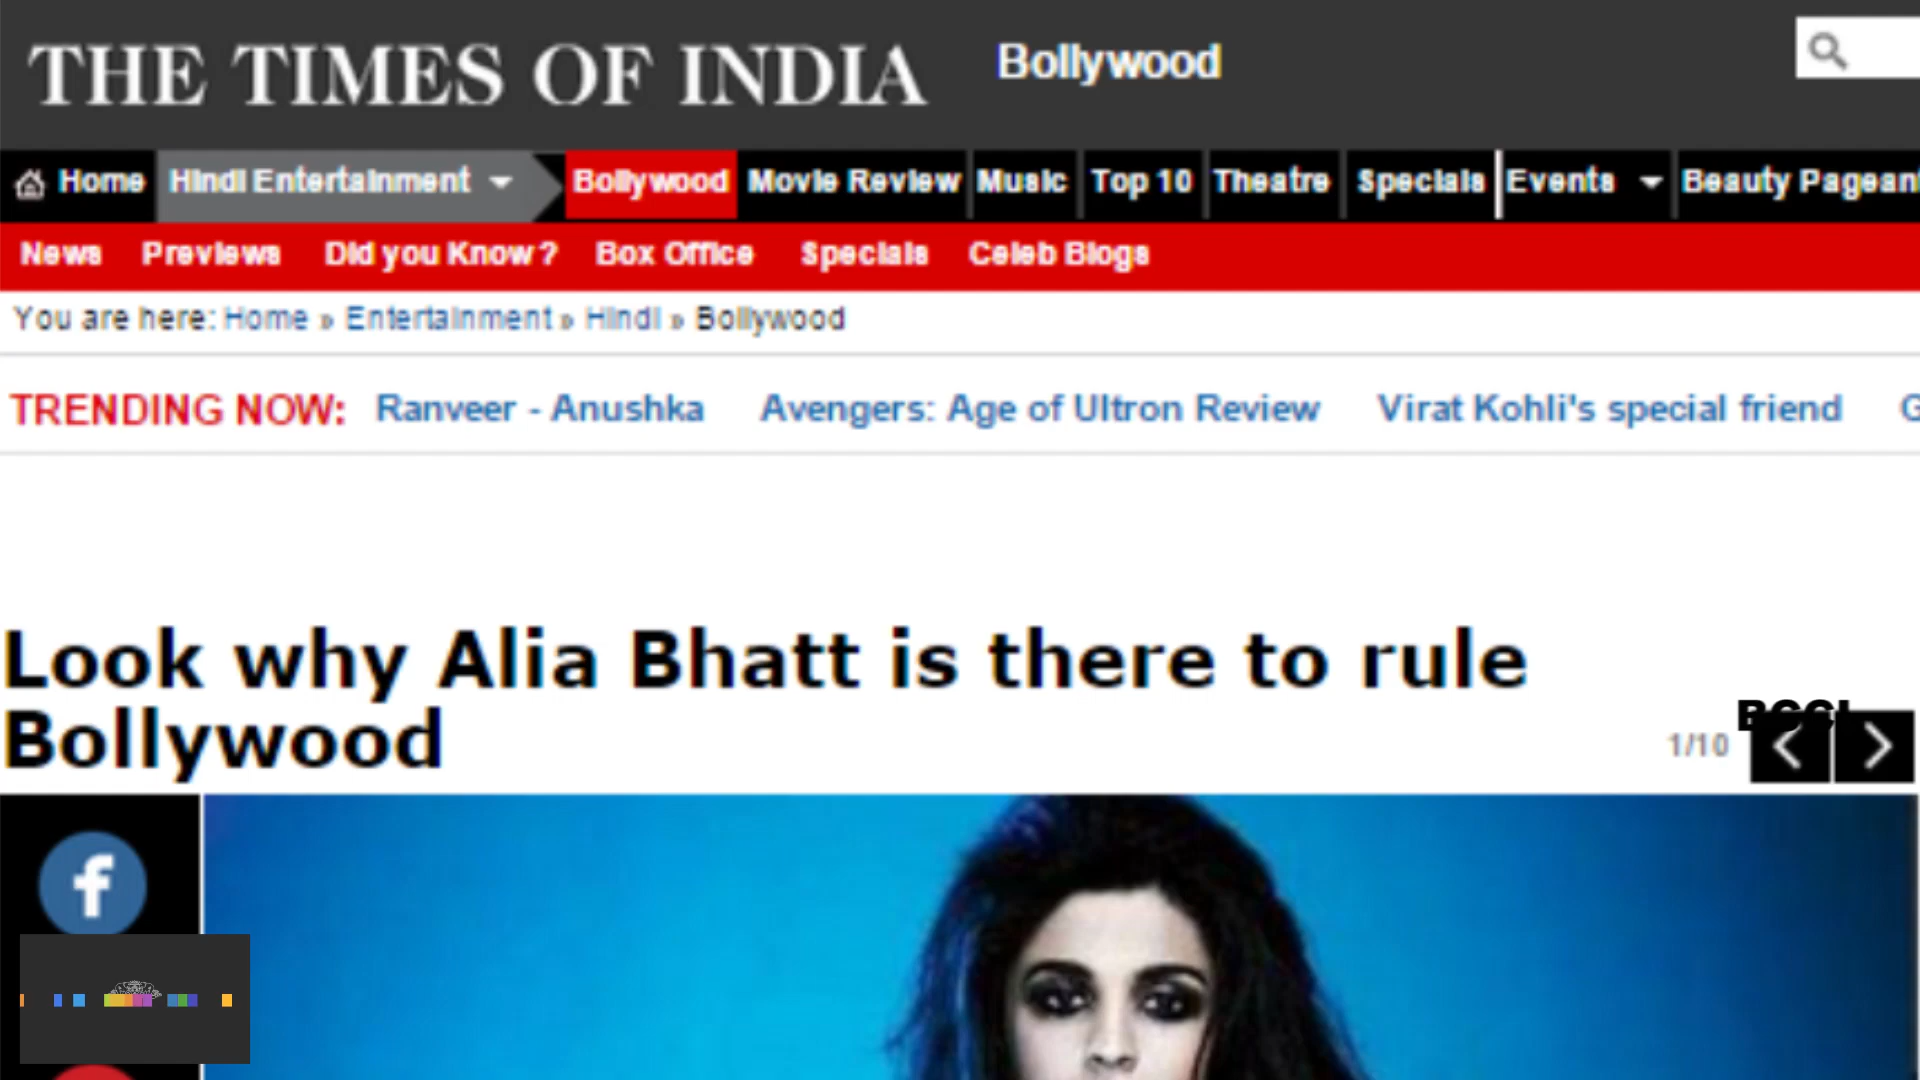 THE TIMES OF INDIA Bollywood
Home Hindi Entertainment Bollywood Movie Review Music Top 10 Theatre Specials Events Beauty Pageant
News Previews Did you Know? Box Office Specials Celeb Blogs
You are here: Home » Entertainment » Hindi » Bollywood
TRENDING NOW: Ranveer - Anushka Avengers: Age of Ultron Review Virat Kohli's special friend G
Look why Alia Bhatt is there to rule
Bollywood
1/10
f